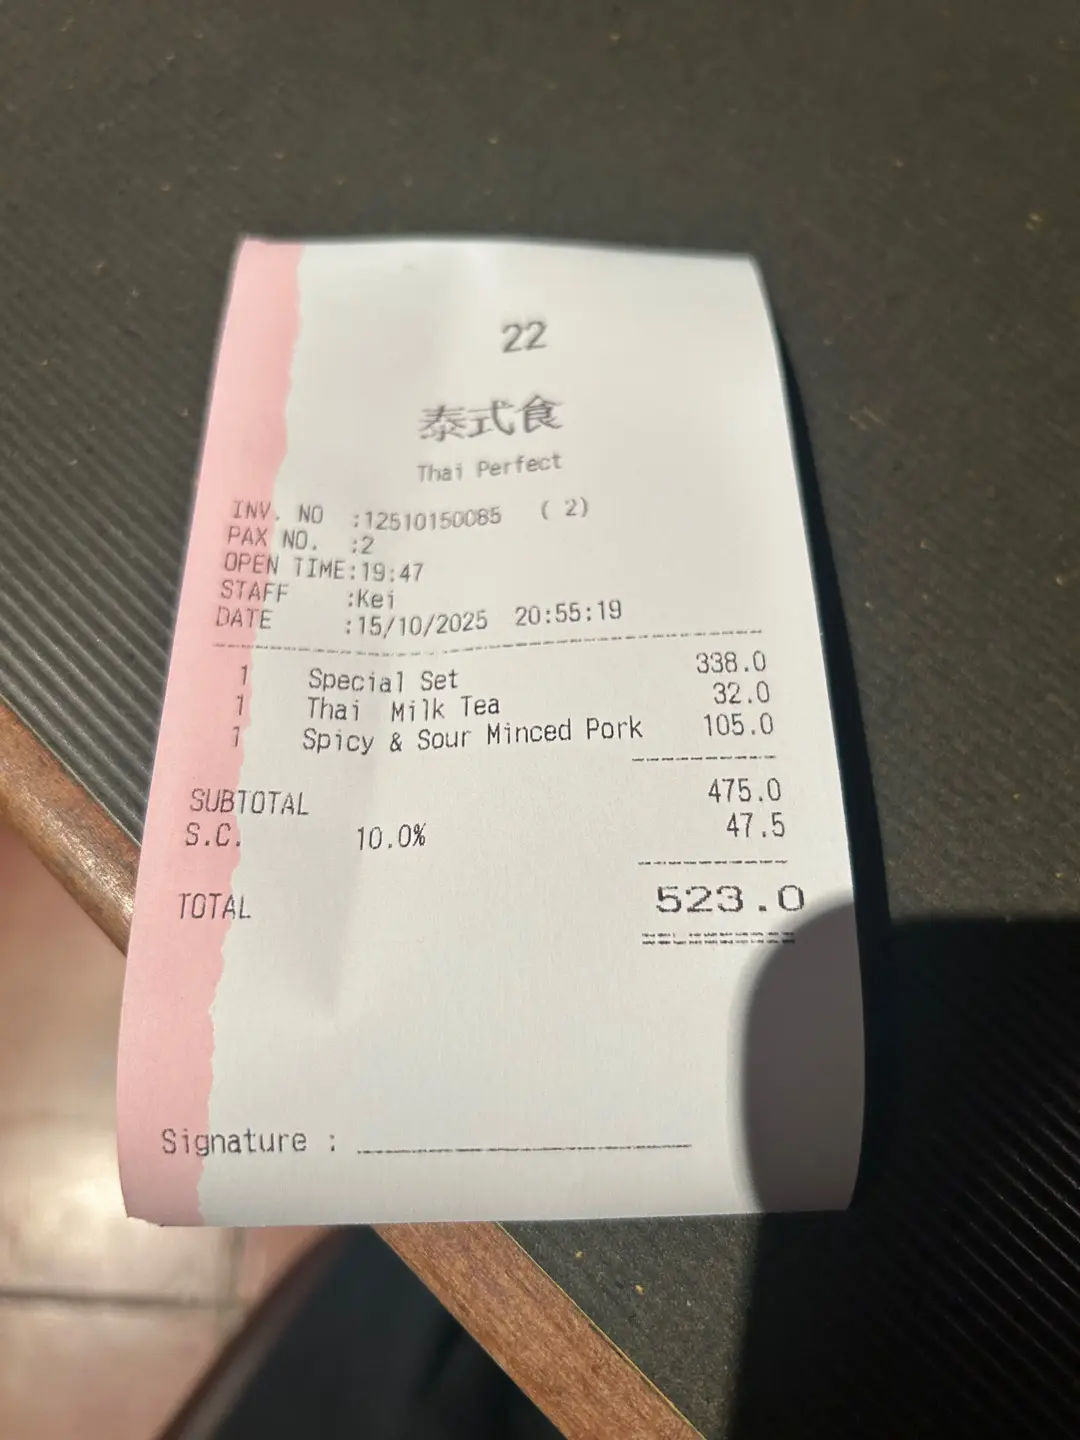 22
泰式食
Thai Perfect
INV. NO :12510150085 ( 2)
PAX NO. :2
OPEN TIME:19:47
STAFF :Kei
DATE :15/10/2025 20:55:19
1 Special Set 338.0
1 Thai Milk Tea 32.0
1 Spicy & Sour Minced Pork 105.0
SUBTOTAL 475.0
S.C. 10.0% 47.5
TOTAL 523.0
Signature :